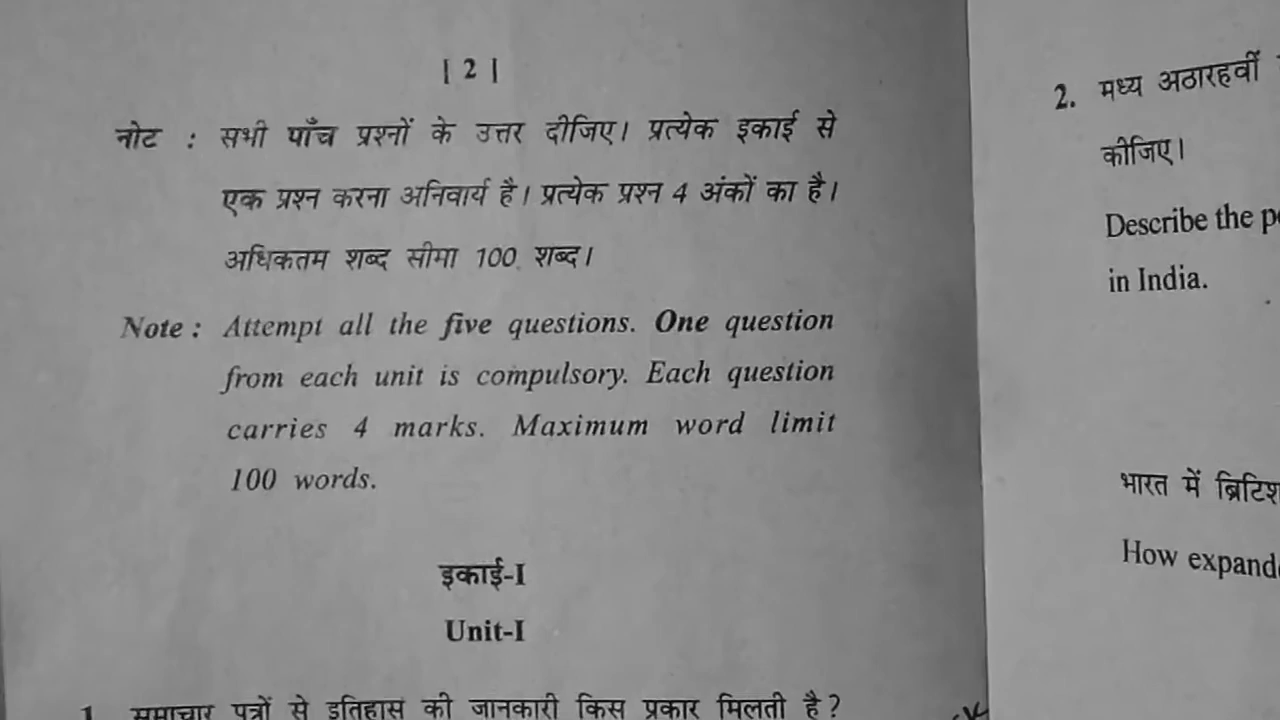 | 2 |
नोट : सभी पाँच प्रश्नों के उत्तर दीजिए। प्रत्येक इकाई से
एक प्रश्न करना अनिवार्य है। प्रत्येक प्रश्न 4 अंकों का है।
अधिकतम शब्द सीमा 100 शब्द।
Note : Attempt all the five questions. One question
from each unit is compulsory. Each question
carries 4 marks. Maximum word limit
100 words.
इकाई-I
Unit-I
1. समाचार पत्रों से इतिहास की जानकारी किस प्रकार मिलती है?
2. मध्य अठारहवीं
कीजिए।
Describe the
in India.
भारत में
How